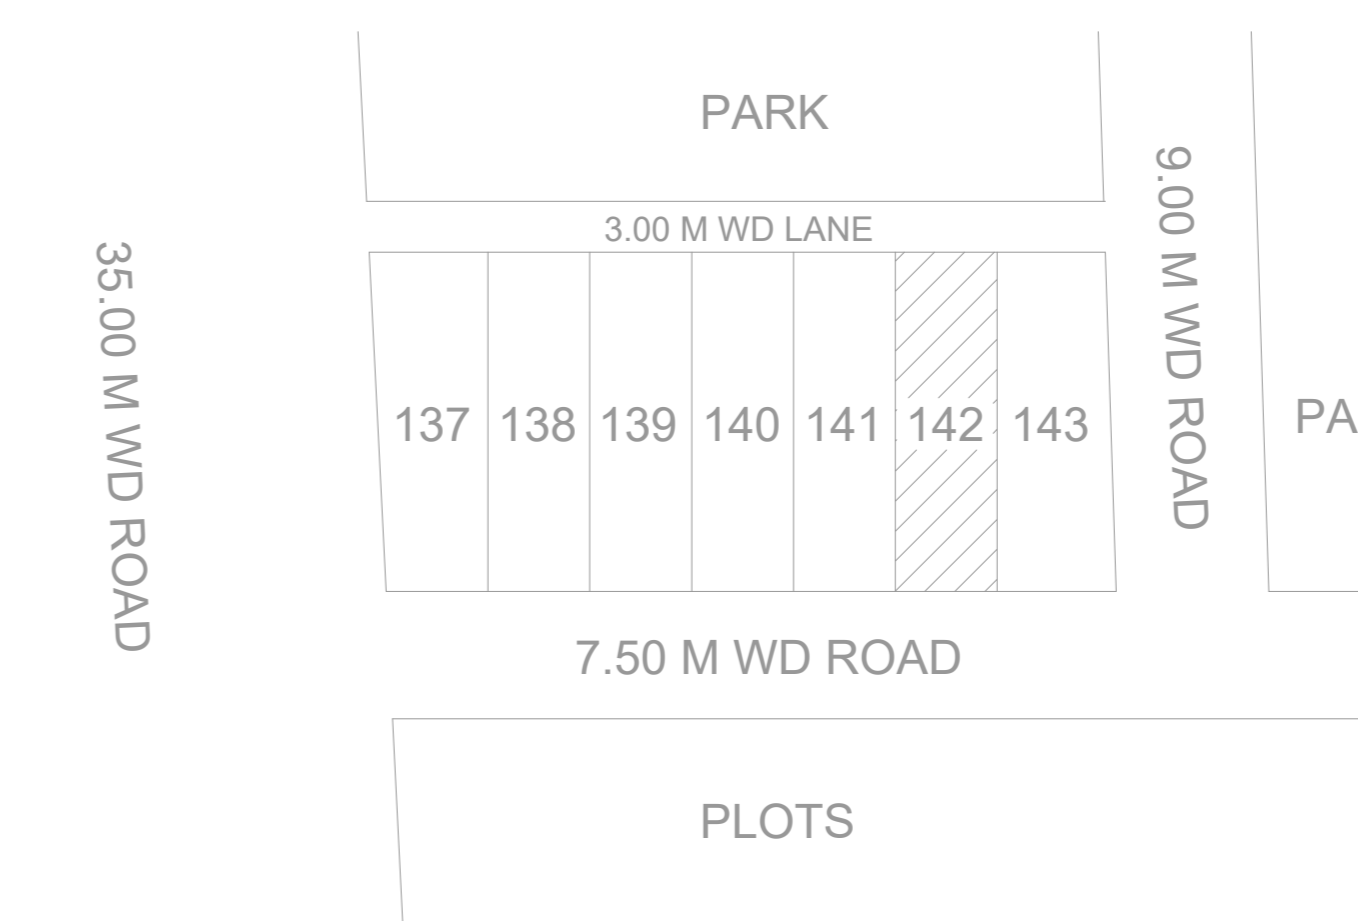 PARK
3.00 M WD LANE
9.00 M WD ROAD
35.00 M WD ROAD
137 138 139 140 141 142 143
PA
7.50 M WD ROAD
PLOTS